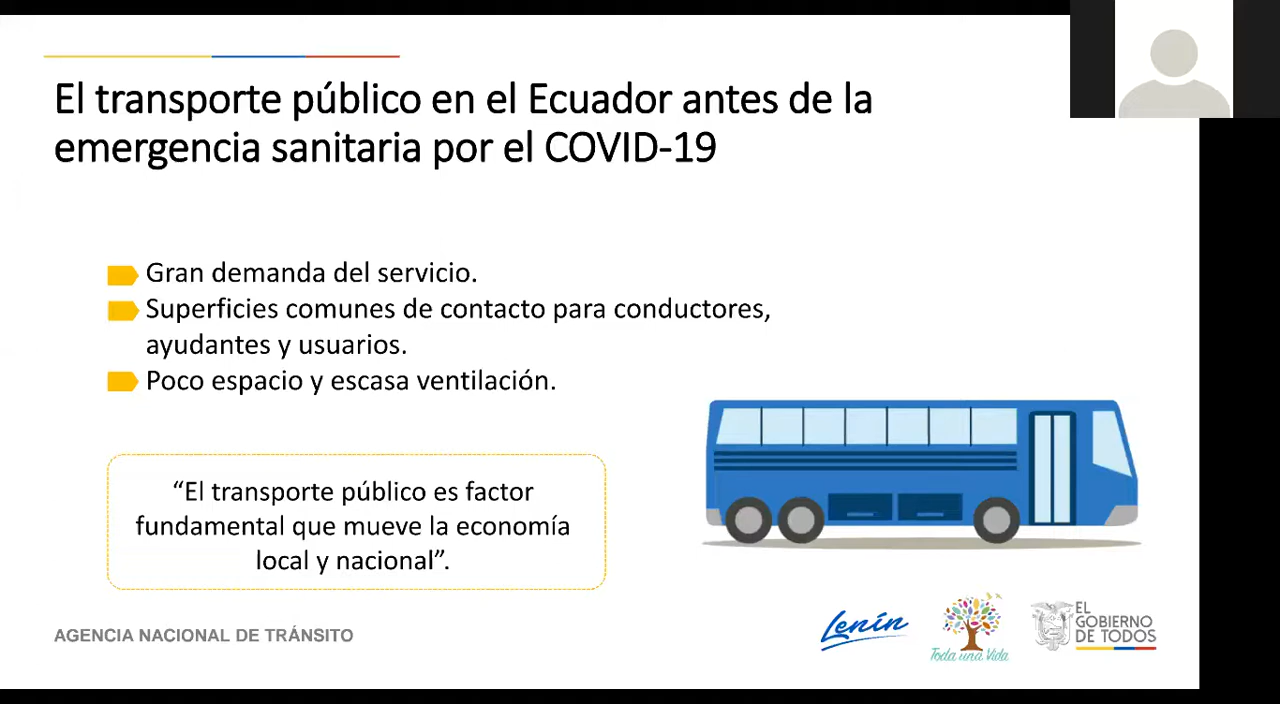 El transporte público en el Ecuador antes de la
emergencia sanitaria por el COVID-19
Gran demanda del servicio.
Superficies comunes de contacto para conductores,
ayudantes y usuarios.
Poco espacio y escasa ventilación.
“El transporte público es factor
fundamental que mueve la economía
local y nacional”.
AGENCIA NACIONAL DE TRÁNSITO
Lenín
Toda una Vida
EL
GOBIERNO
DE TODOS